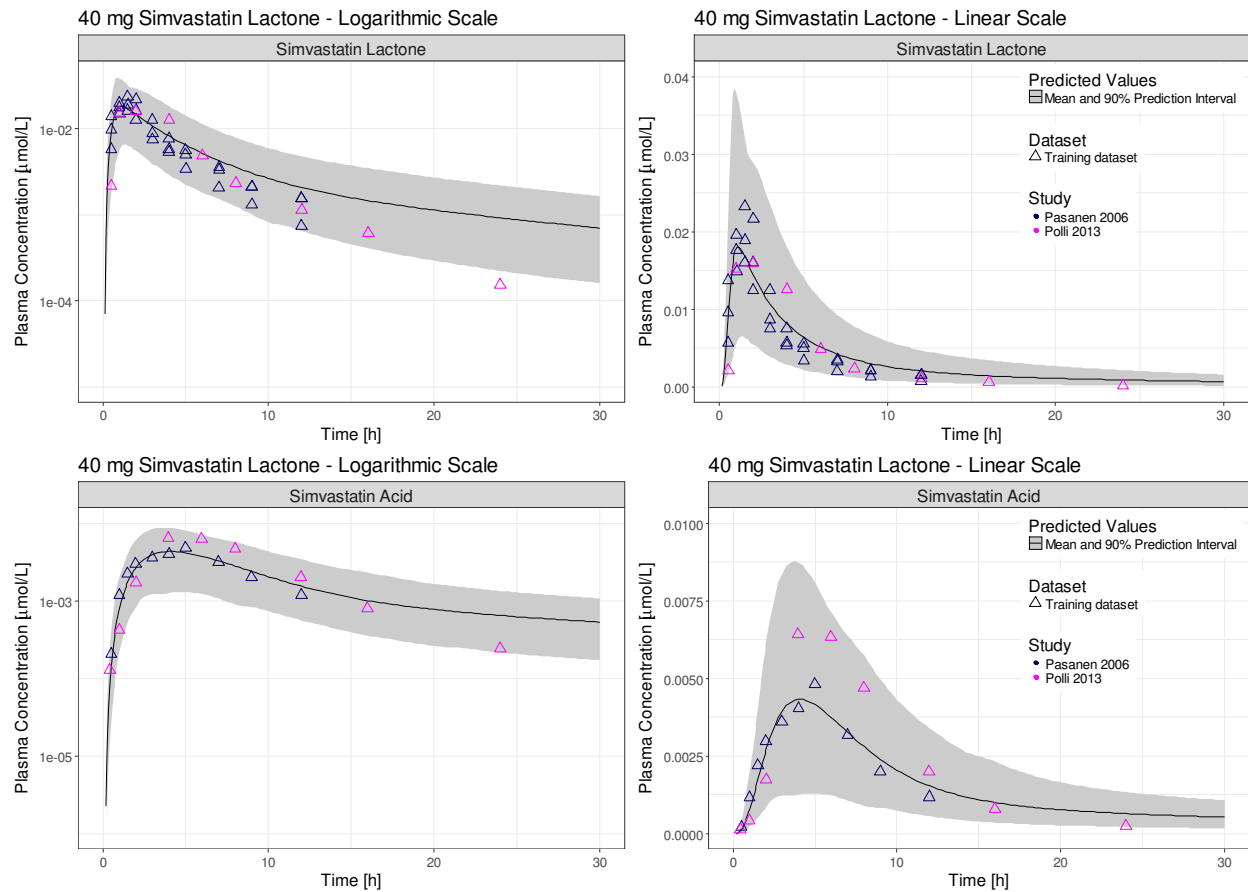 40 mg Simvastatin Lactone - Logarithmic Scale
Simvastatin Lactone
Plasma Concentration [µmol/L]
1e-02
1e-04
0
10
20
30
Time [h]
40 mg Simvastatin Lactone - Linear Scale
Simvastatin Lactone
Plasma Concentration [µmol/L]
0.04
0.03
0.02
0.01
0.00
0
10
20
30
Time [h]
Predicted Values
Mean and 90% Prediction Interval
Dataset
Training dataset
Study
Pasanen 2006
Polli 2013
40 mg Simvastatin Lactone - Logarithmic Scale
Simvastatin Acid
Plasma Concentration [µmol/L]
1e-03
1e-05
0
10
20
30
Time [h]
40 mg Simvastatin Lactone - Linear Scale
Simvastatin Acid
Plasma Concentration [µmol/L]
0.0100
0.0075
0.0050
0.0025
0.0000
0
10
20
30
Time [h]
Predicted Values
Mean and 90% Prediction Interval
Dataset
Training dataset
Study
Pasanen 2006
Polli 2013